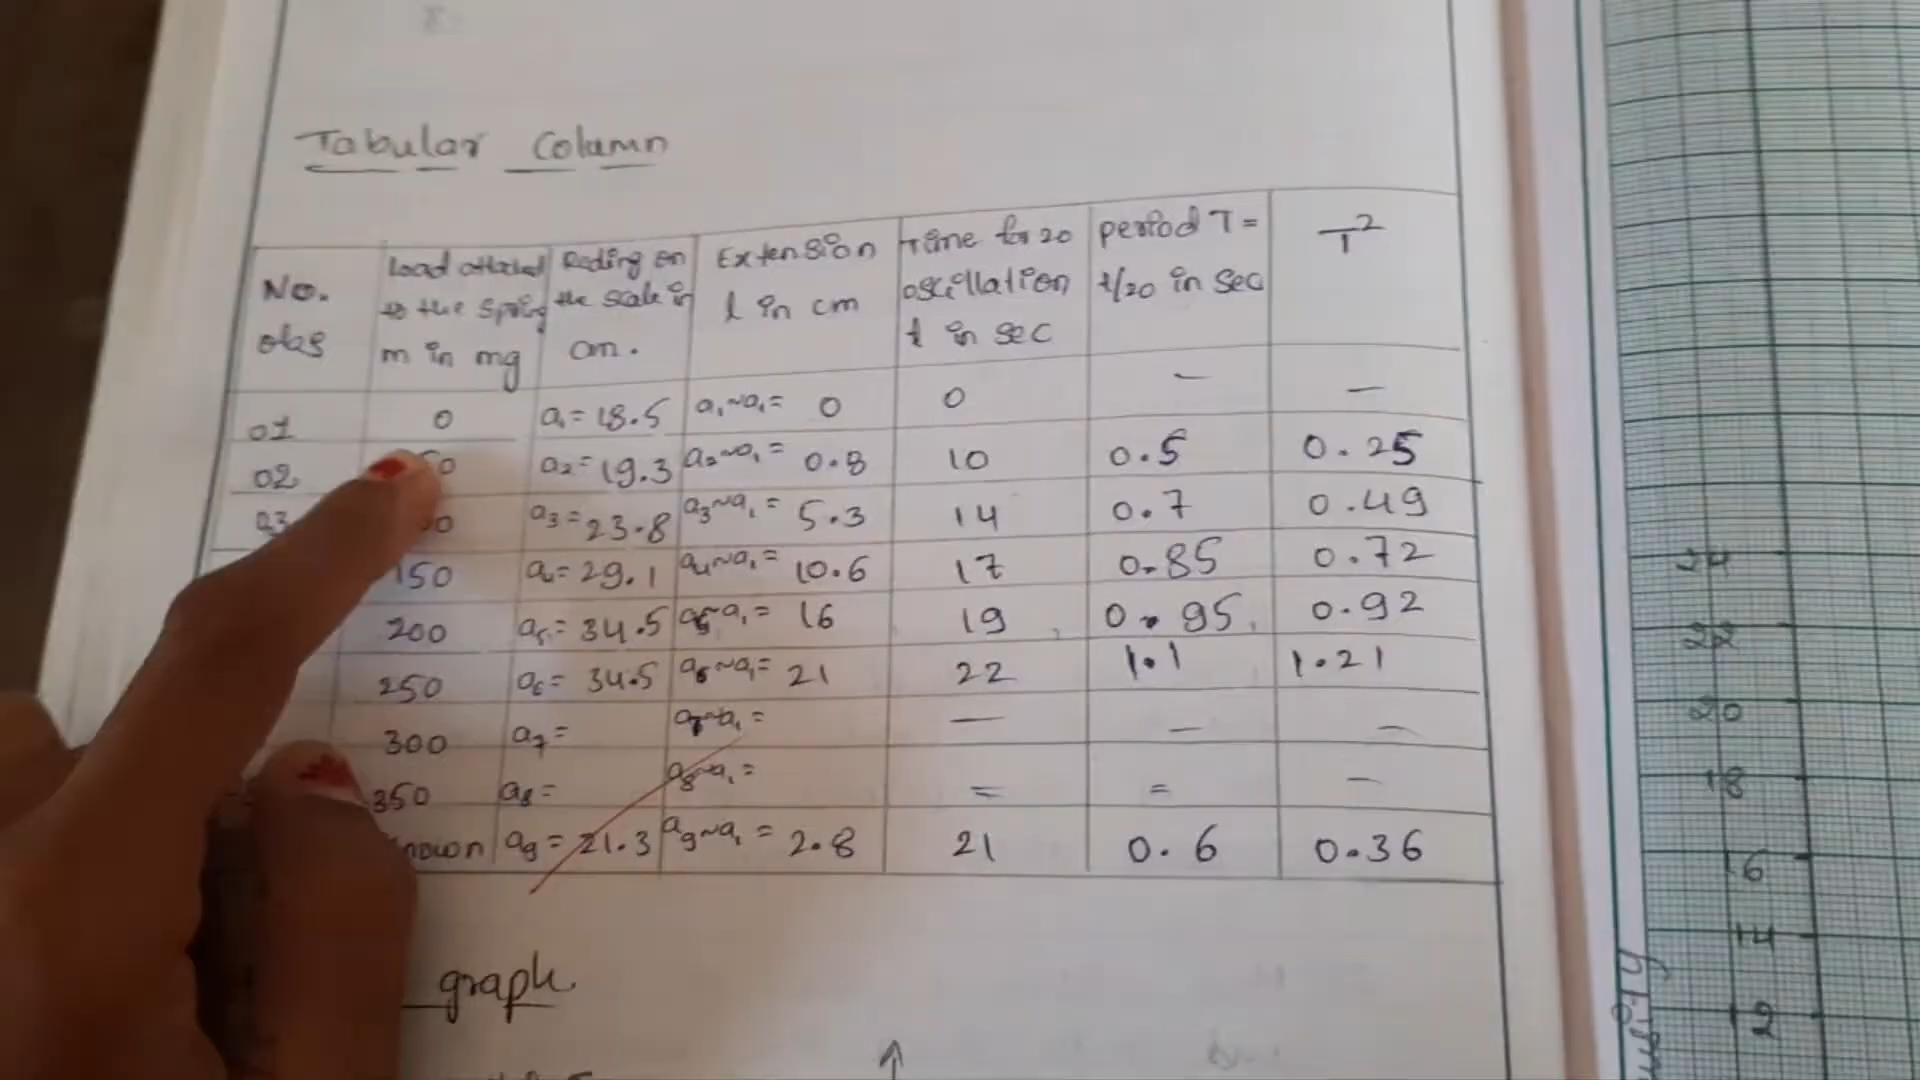 Tabular Column
No. obs
Load attached to the spring m in mg
Reding on the scale in cm.
Extension l in cm
Time for 20 oscillation t in sec
period T = t/20 in sec
T²
01 0 a₁= 18.5 a₁~a₁= 0 0 — —
02 a₂= 19.3 a₂~a₁= 0.8 10 0.5 0.25
03 a₃= 23.8 a₃~a₁= 5.3 14 0.7 0.49
150 a₄= 29.1 a₄~a₁= 10.6 17 0.85 0.72
200 a₅= 34.5 a₅~a₁= 16 19 0.95 0.92
250 a₆= 34.5 a₆~a₁= 21 22 1.1 1.21
300 a₇= a₇~a₁= — — —
350 a₈= a₈~a₁= = = —
nown a₉= 21.3 a₉~a₁= 2.8 21 0.6 0.36
graph
24
22
20
18
16
14
12